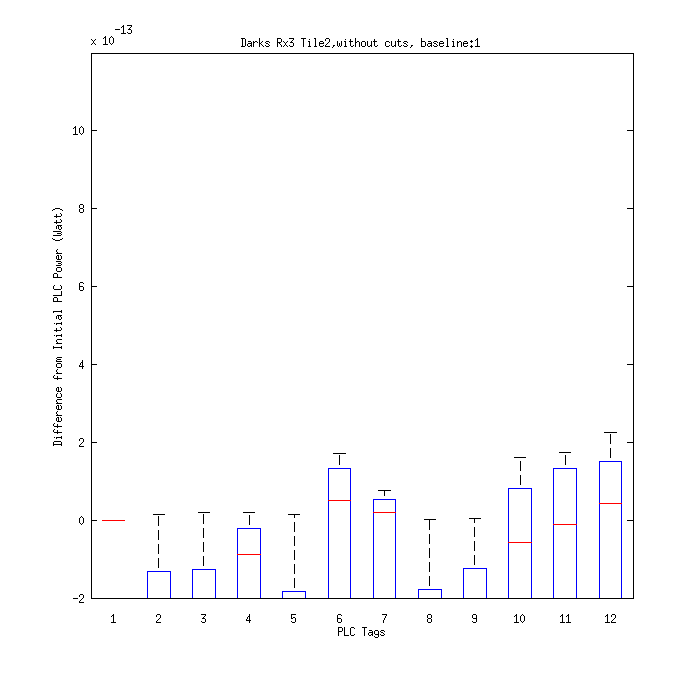 x 10^-13
Darks Rx3 Tile2,without cuts, baseline:1
10
8
6
4
2
0
-2
Difference from Initial PLC Power (Watt)
1 2 3 4 5 6 7 8 9 10 11 12
PLC Tags